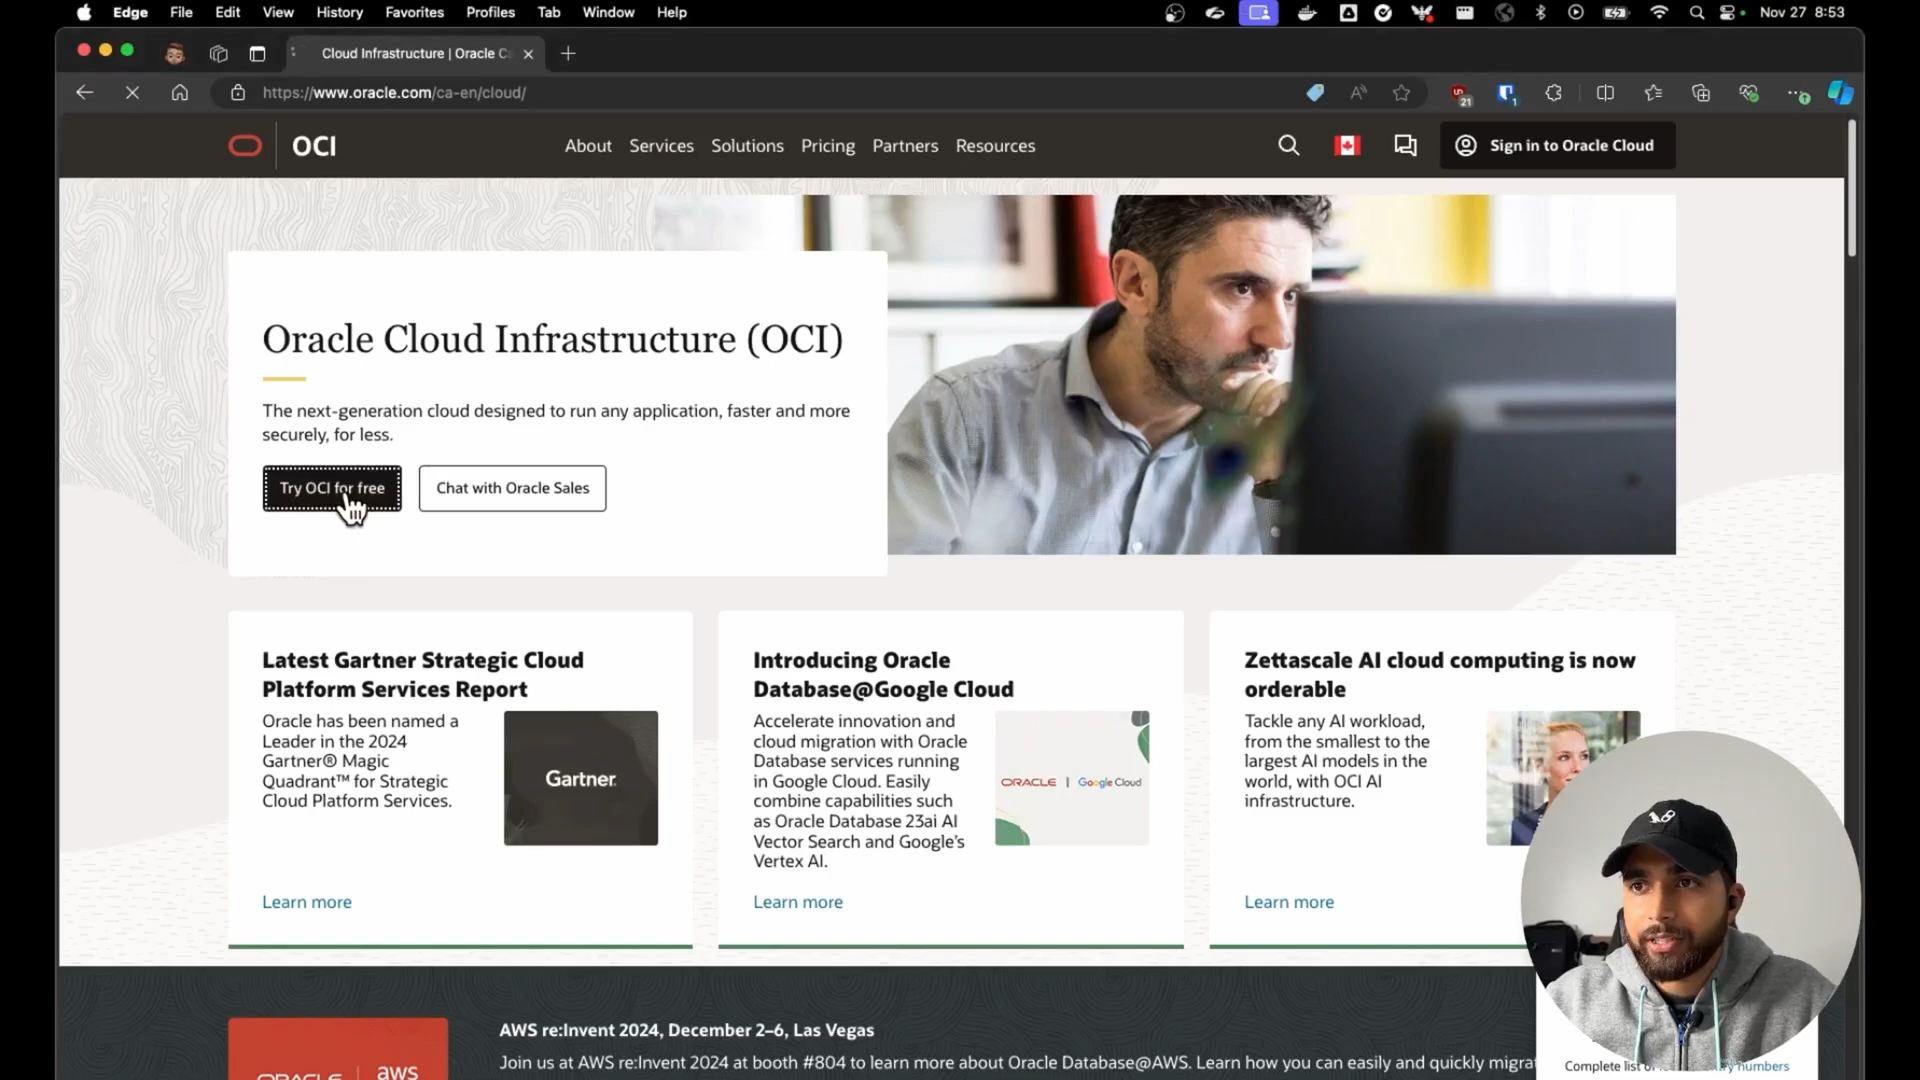 Edge File Edit View History Favorites Profiles Tab Window Help
Nov 27 8:53
Cloud Infrastructure | Oracle C
https://www.oracle.com/ca-en/cloud/
21
1
OCI
About Services Solutions Pricing Partners Resources
Sign in to Oracle Cloud
Oracle Cloud Infrastructure (OCI)
The next-generation cloud designed to run any application, faster and more
securely, for less.
Try OCI for free
Chat with Oracle Sales
Latest Gartner Strategic Cloud
Platform Services Report
Oracle has been named a
Leader in the 2024
Gartner® Magic
Quadrant™ for Strategic
Cloud Platform Services.
Gartner.
Learn more
Introducing Oracle
Database@Google Cloud
Accelerate innovation and
cloud migration with Oracle
Database services running
in Google Cloud. Easily
combine capabilities such
as Oracle Database 23ai AI
Vector Search and Google's
Vertex AI.
ORACLE | Google Cloud
Learn more
Zettascale AI cloud computing is now
orderable
Tackle any AI workload,
from the smallest to the
largest AI models in the
world, with OCI AI
infrastructure.
Learn more
ORACLE | aws
AWS re:Invent 2024, December 2–6, Las Vegas
Join us at AWS re:Invent 2024 at booth #804 to learn more about Oracle Database@AWS. Learn how you can easily and quickly migra
Complete list numbers